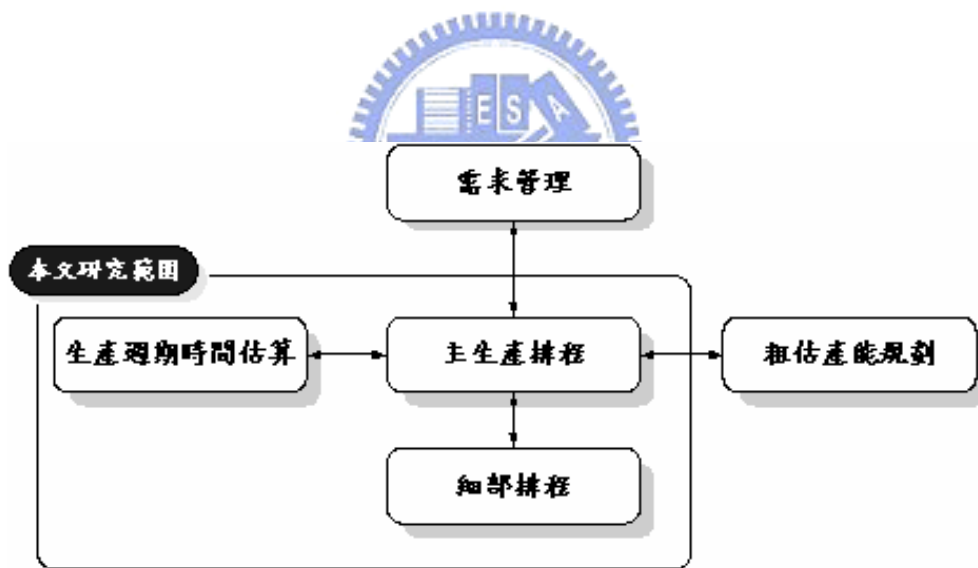 ESA
需求管理
本文研究範圍
生產週期時間估算
主生產排程
粗估產能規劃
細部排程